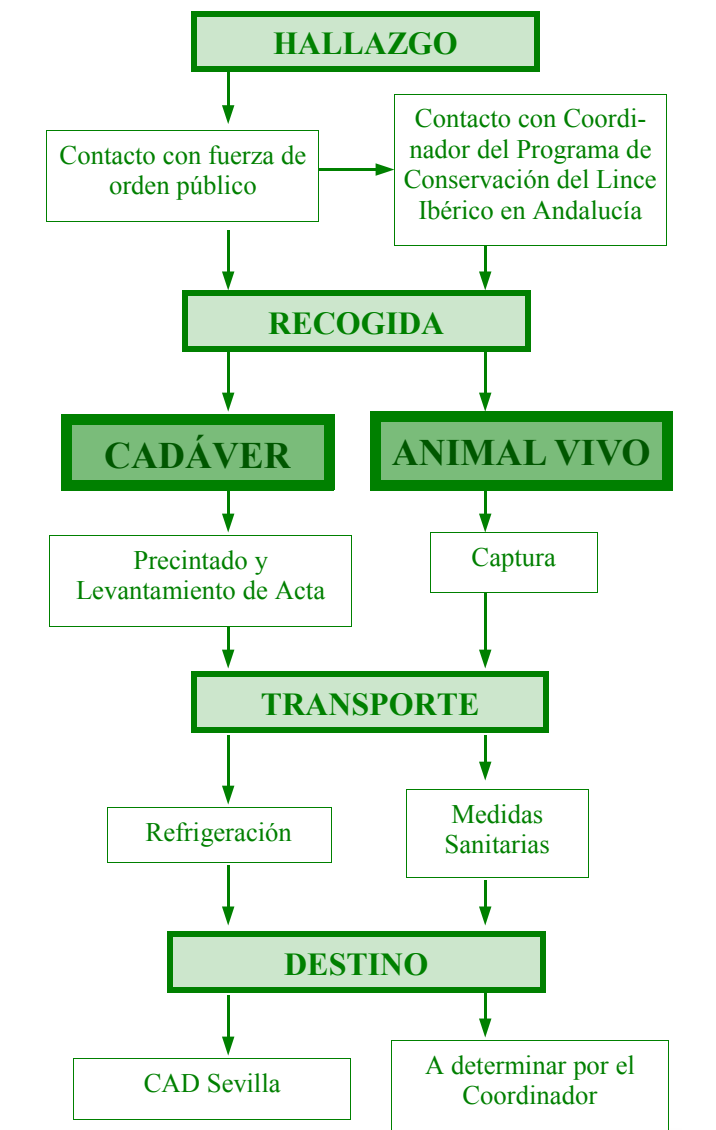 HALLAZGO
Contacto con fuerza de
orden público
Contacto con Coordi-
nador del Programa de
Conservación del Lince
Ibérico en Andalucía
RECOGIDA
CADÁVER
ANIMAL VIVO
Precintado y
Levantamiento de Acta
Captura
TRANSPORTE
Refrigeración
Medidas
Sanitarias
DESTINO
CAD Sevilla
A determinar por el
Coordinador